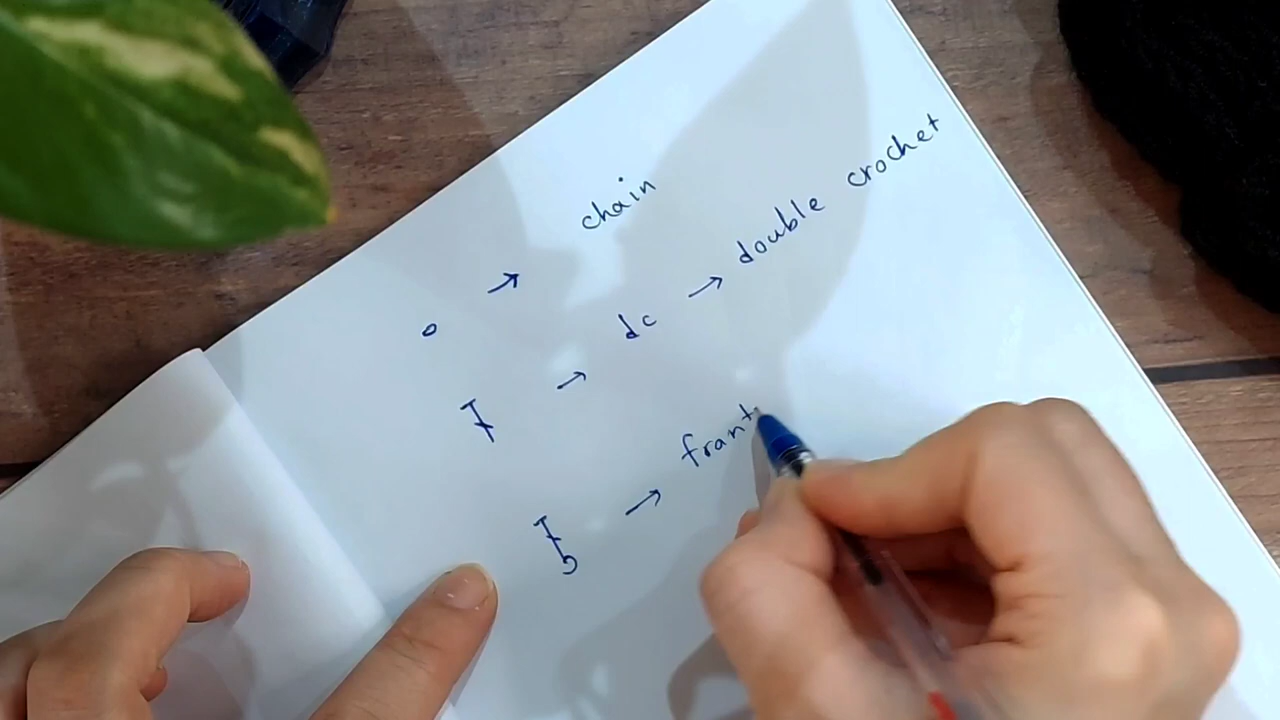 o → chain
→ dc → double crochet
→ frant